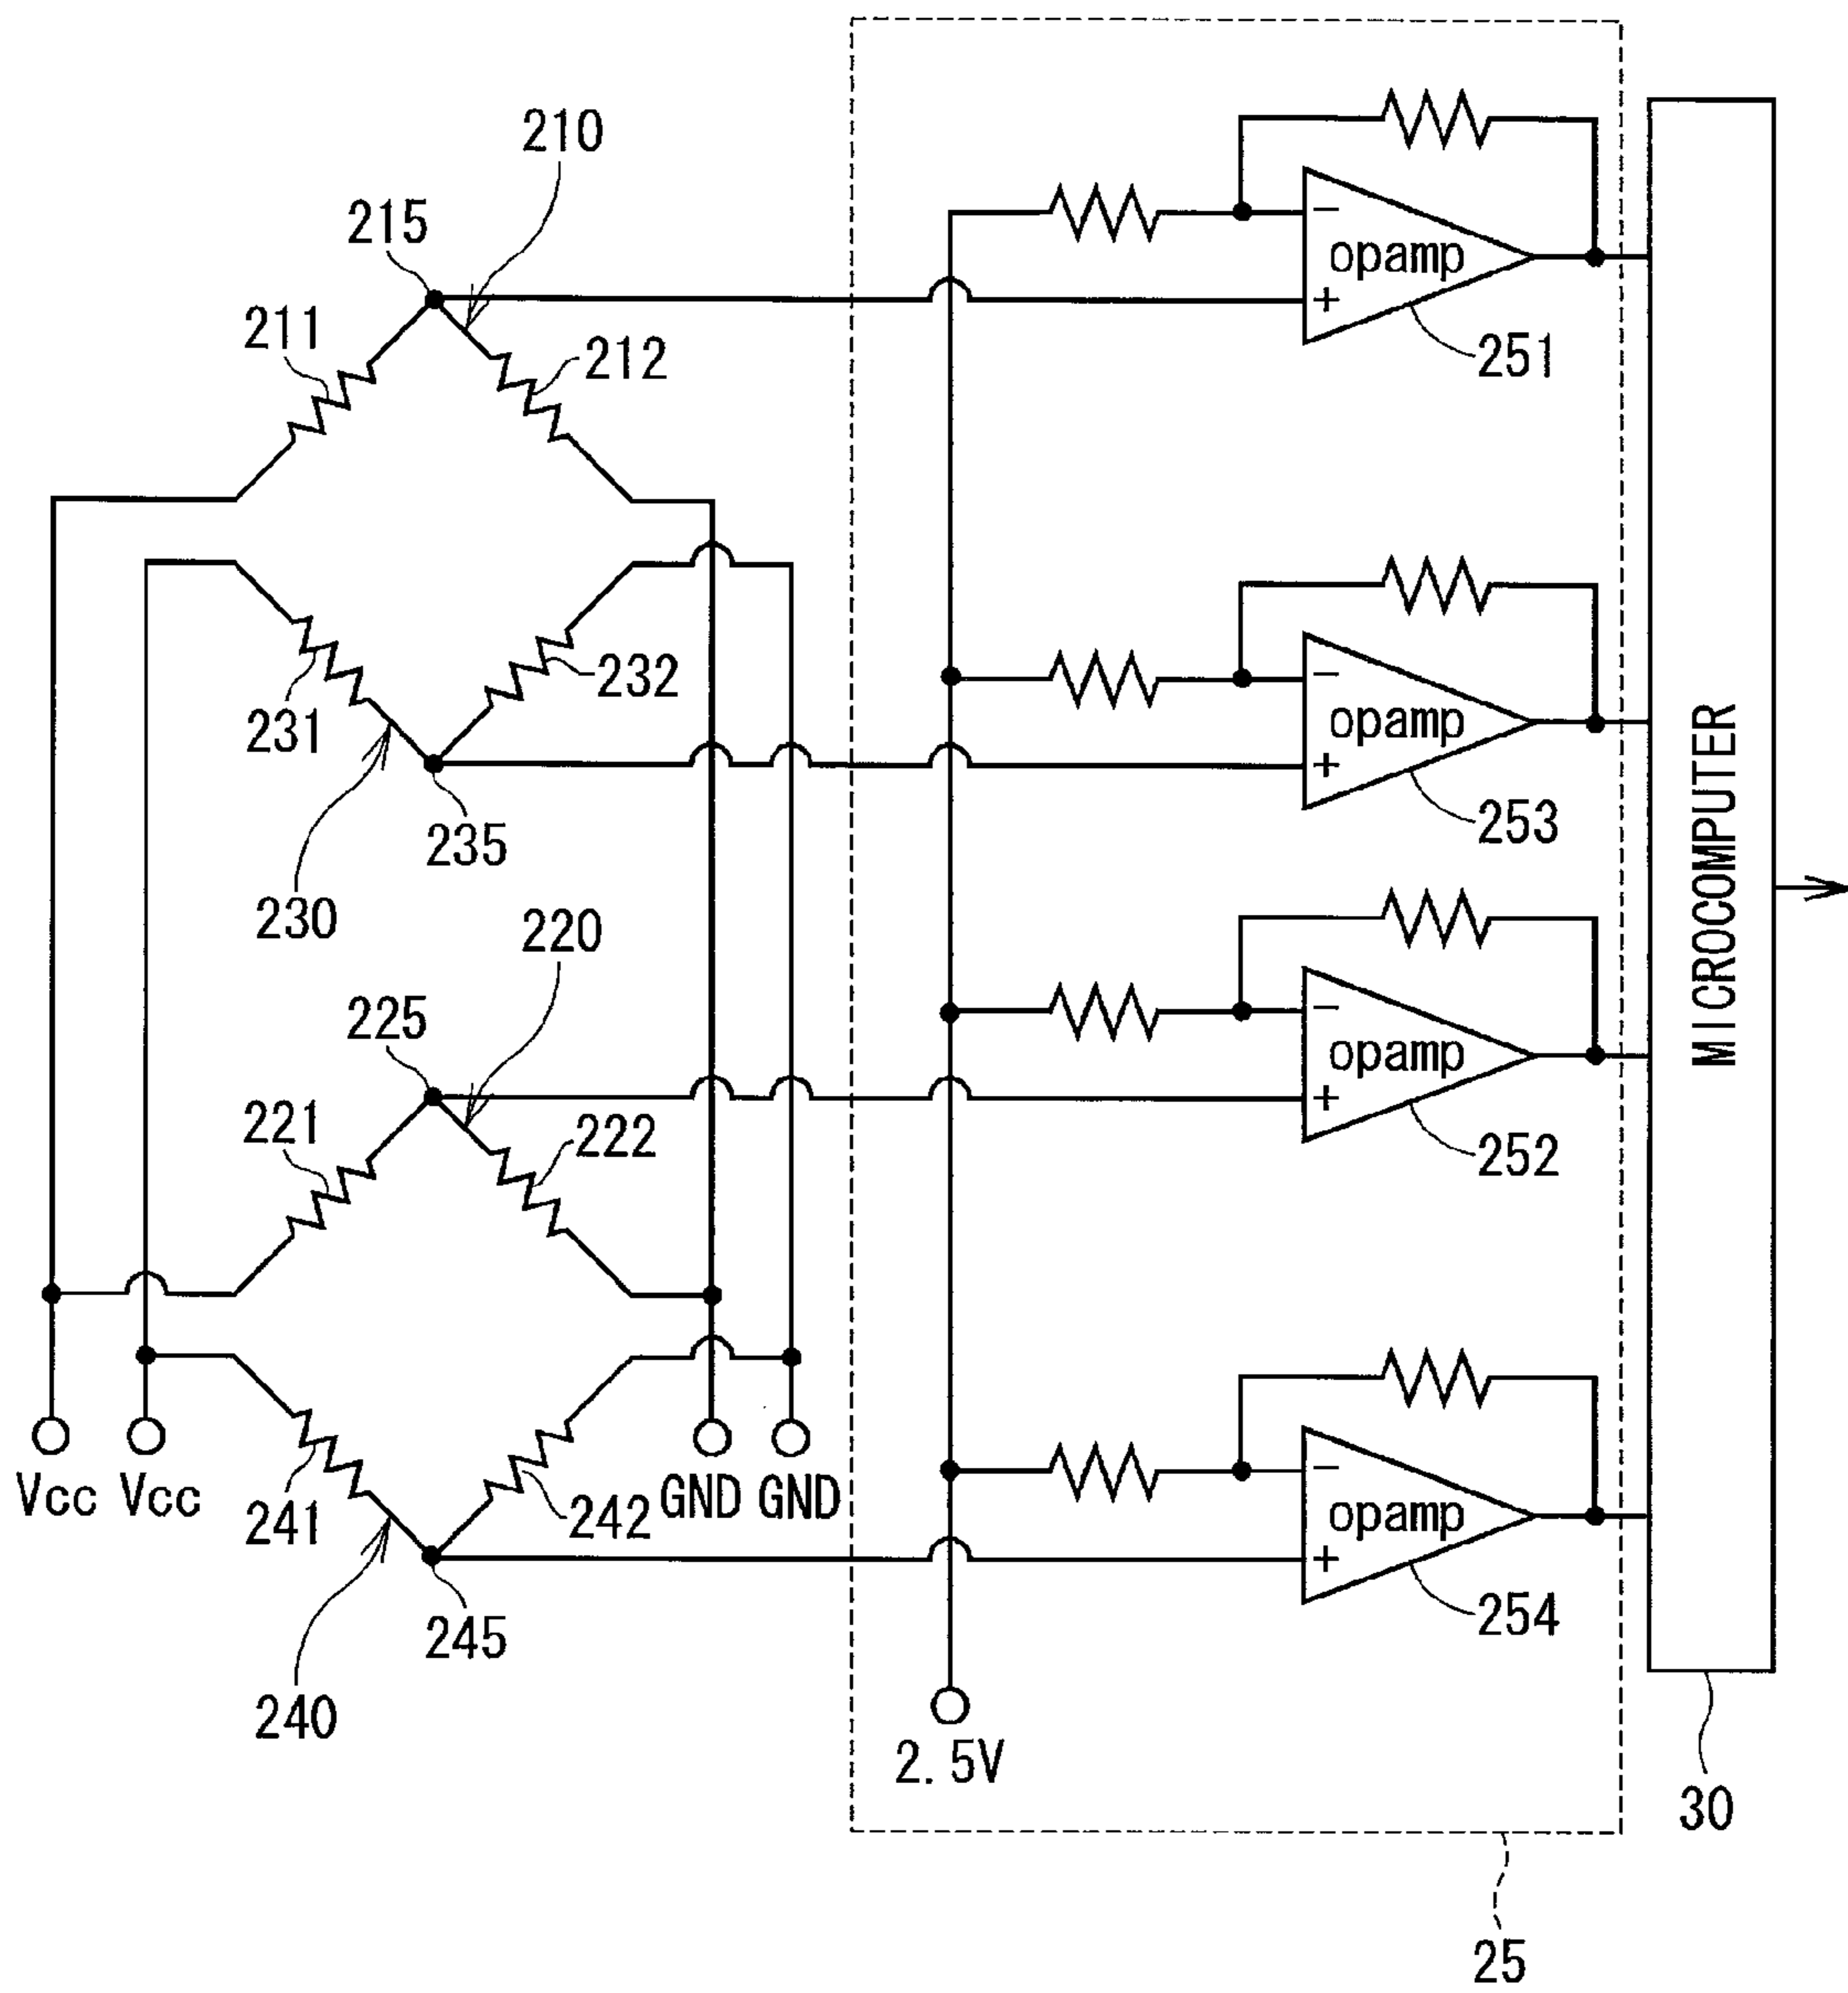 210
215
211
212
opamp
251
231
232
opamp
235
253
230
220
225
221
222
opamp
252
MICROCOMPUTER
Vcc
Vcc
241
242
GND
GND
opamp
245
254
240
2.5V
30
25